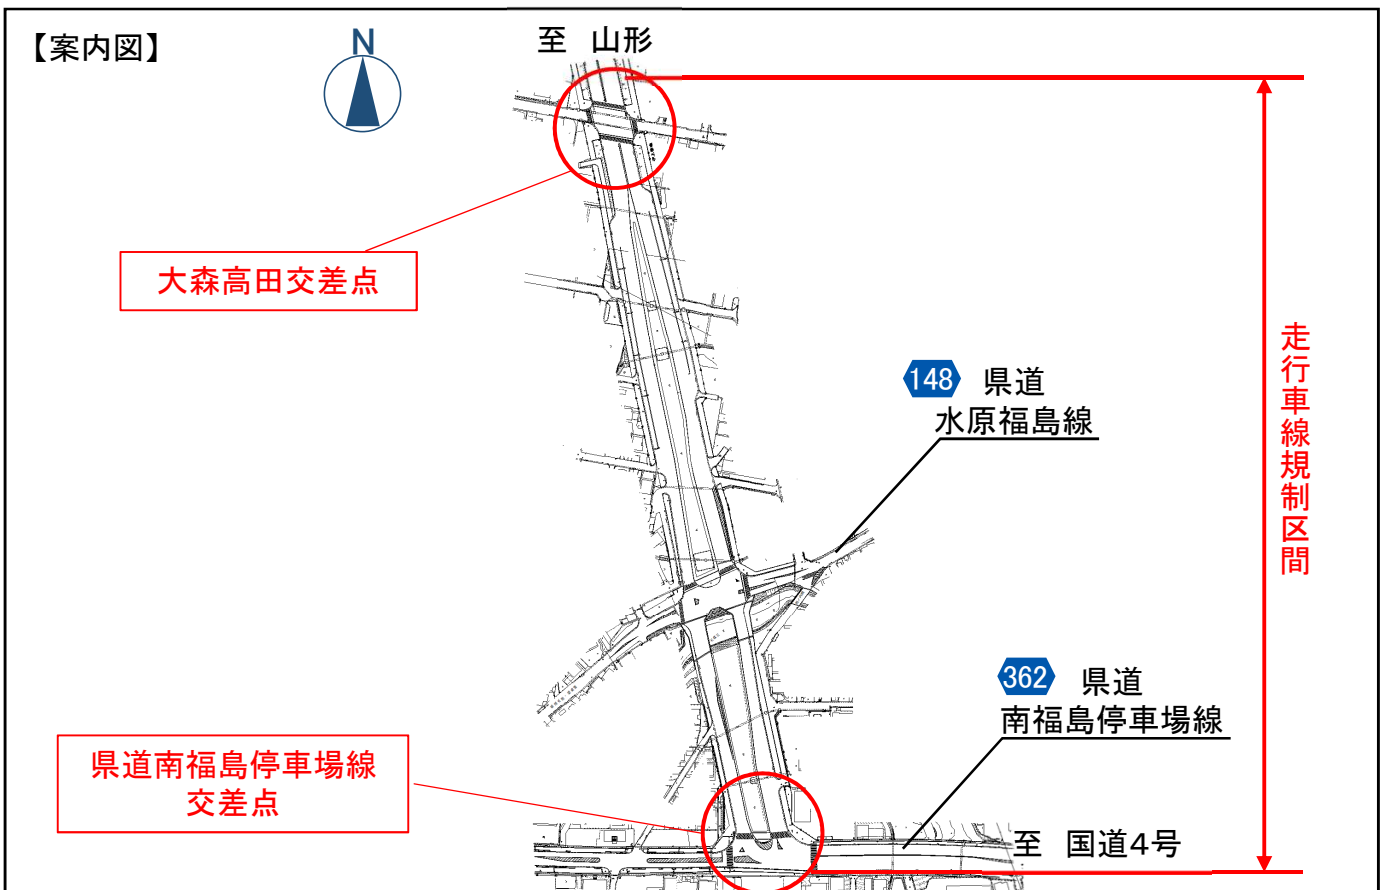 【案内図】
N
至 山形
大森高田交差点
148 県道
水原福島線
走行車線規制区間
362 県道
南福島停車場線
県道南福島停車場線
交差点
至 国道4号